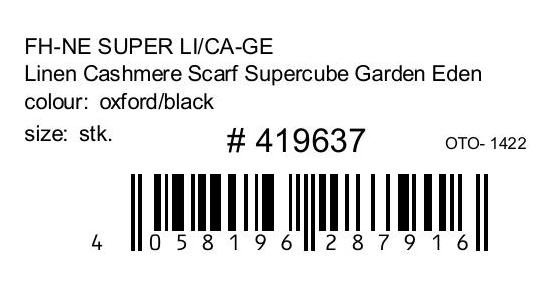 FH-NE SUPER LI/CA-GE
Linen Cashmere Scarf Supercube Garden Eden
colour: oxford/black
size: stk.
# 419637
OTO- 1422
4 058196 287916